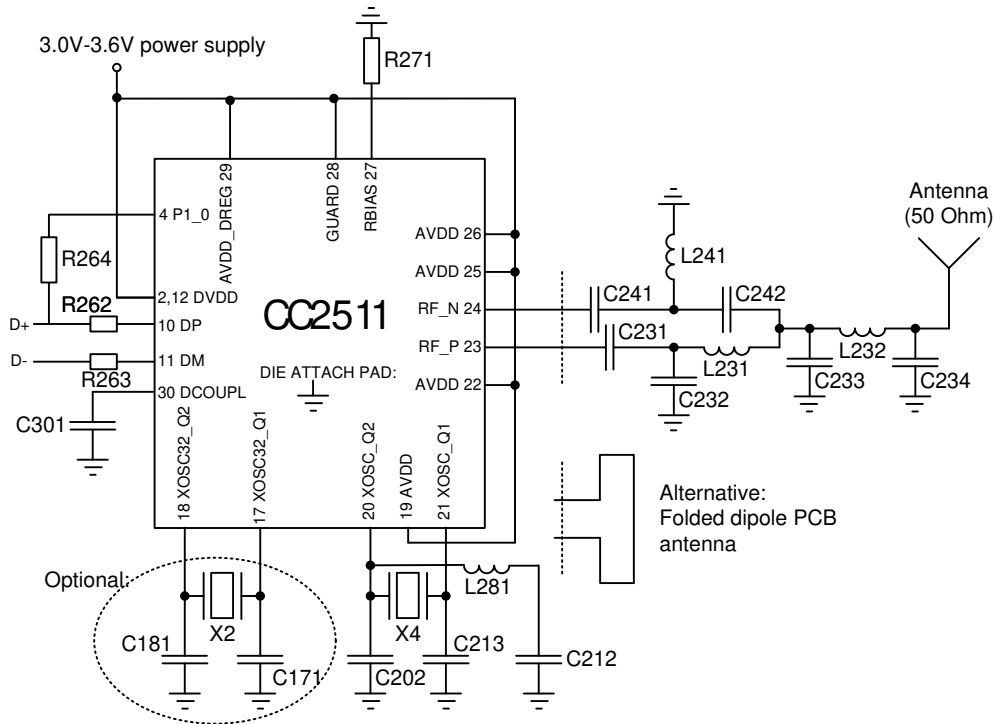 3.0V-3.6V power supply
R271
AVDD_DREG 29
GUARD 28
RBIAS 27
4 P1_0
R264
2,12 DVDD
R262
D+
10 DP
D-
11 DM
R263
30 DCOUPL
C301
CC2511
DIE ATTACH PAD:
AVDD 26
AVDD 25
RF_N 24
RF_P 23
AVDD 22
18 XOSC32_Q2
17 XOSC32_Q1
20 XOSC_Q2
19 AVDD
21 XOSC_Q1
L241
C241
C242
C231
L231
C232
L232
C233
C234
Antenna
(50 Ohm)
Alternative:
Folded dipole PCB
antenna
Optional:
X2
C181
C171
X4
L281
C202
C213
C212